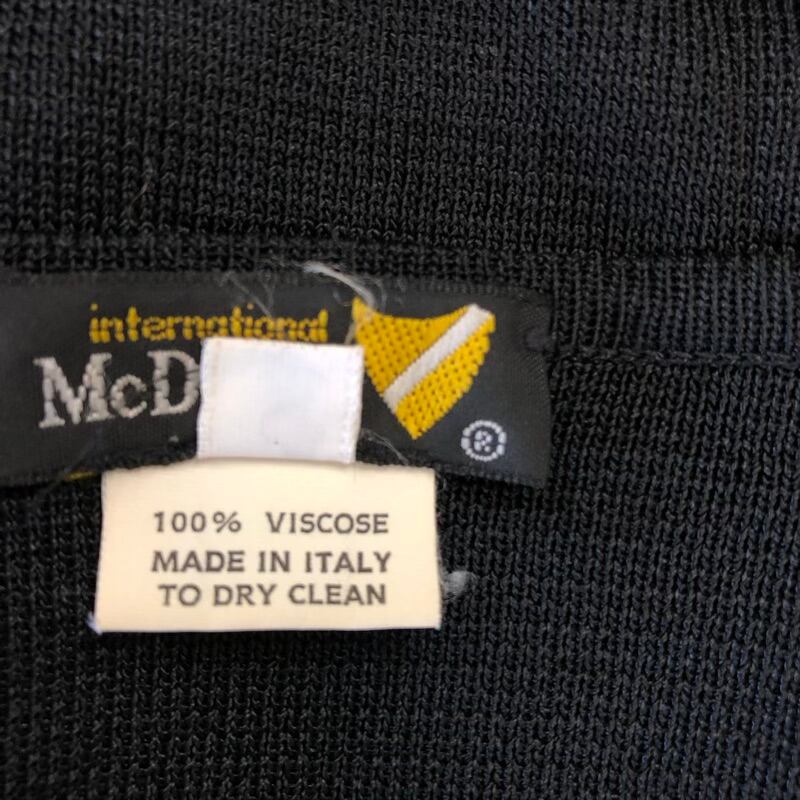 international
McD
®
100% VISCOSE
MADE IN ITALY
TO DRY CLEAN